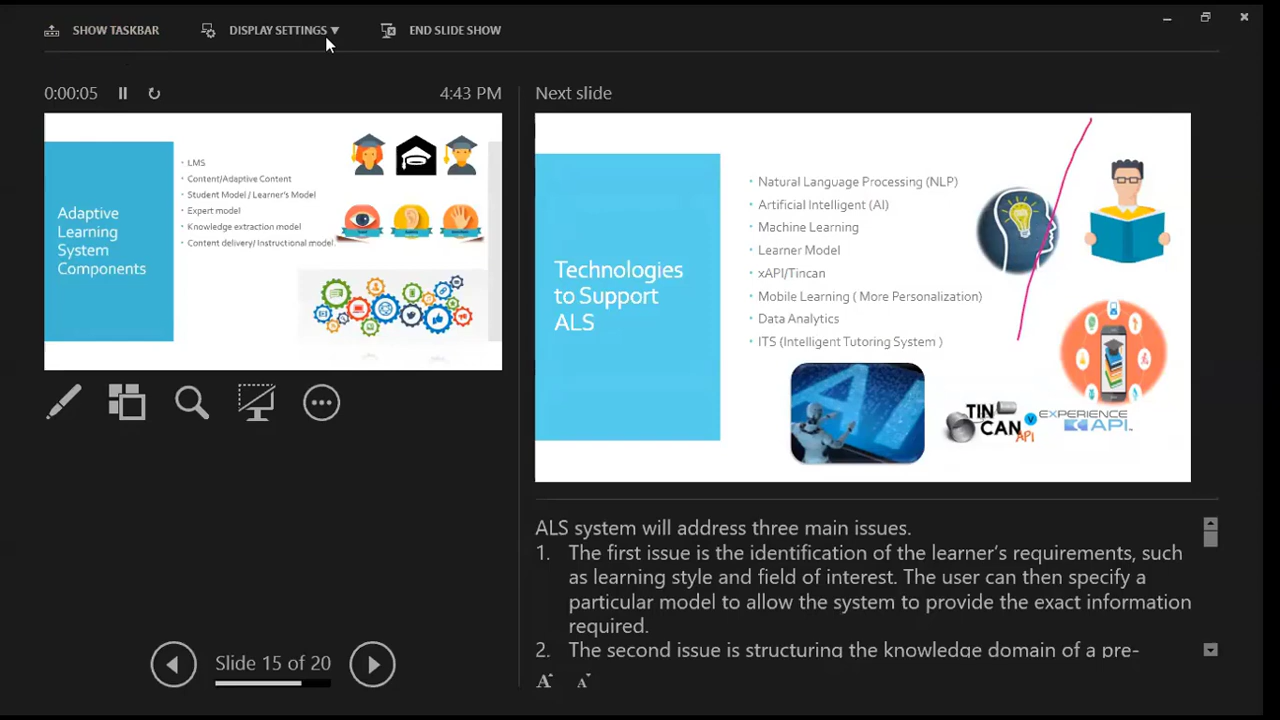 SHOW TASKBAR
DISPLAY SETTINGS ▼
END SLIDE SHOW
0:00:05
4:43 PM
Adaptive
Learning
System
Components
• LMS
• Content/Adaptive Content
• Student Model / Learner's Model
• Expert model
• Knowledge extraction model
• Content delivery/ Instructional model.
Slide 15 of 20
Next slide
Technologies
to Support
ALS
• Natural Language Processing (NLP)
• Artificial Intelligent (AI)
• Machine Learning
• Learner Model
• xAPI/Tincan
• Mobile Learning ( More Personalization)
• Data Analytics
• ITS (Intelligent Tutoring System )
AI
TIN
CAN
API
EXPERIENCE
API
ALS system will address three main issues.
1. The first issue is the identification of the learner's requirements, such
as learning style and field of interest. The user can then specify a
particular model to allow the system to provide the exact information
required.
2. The second issue is structuring the knowledge domain of a pre-
A A